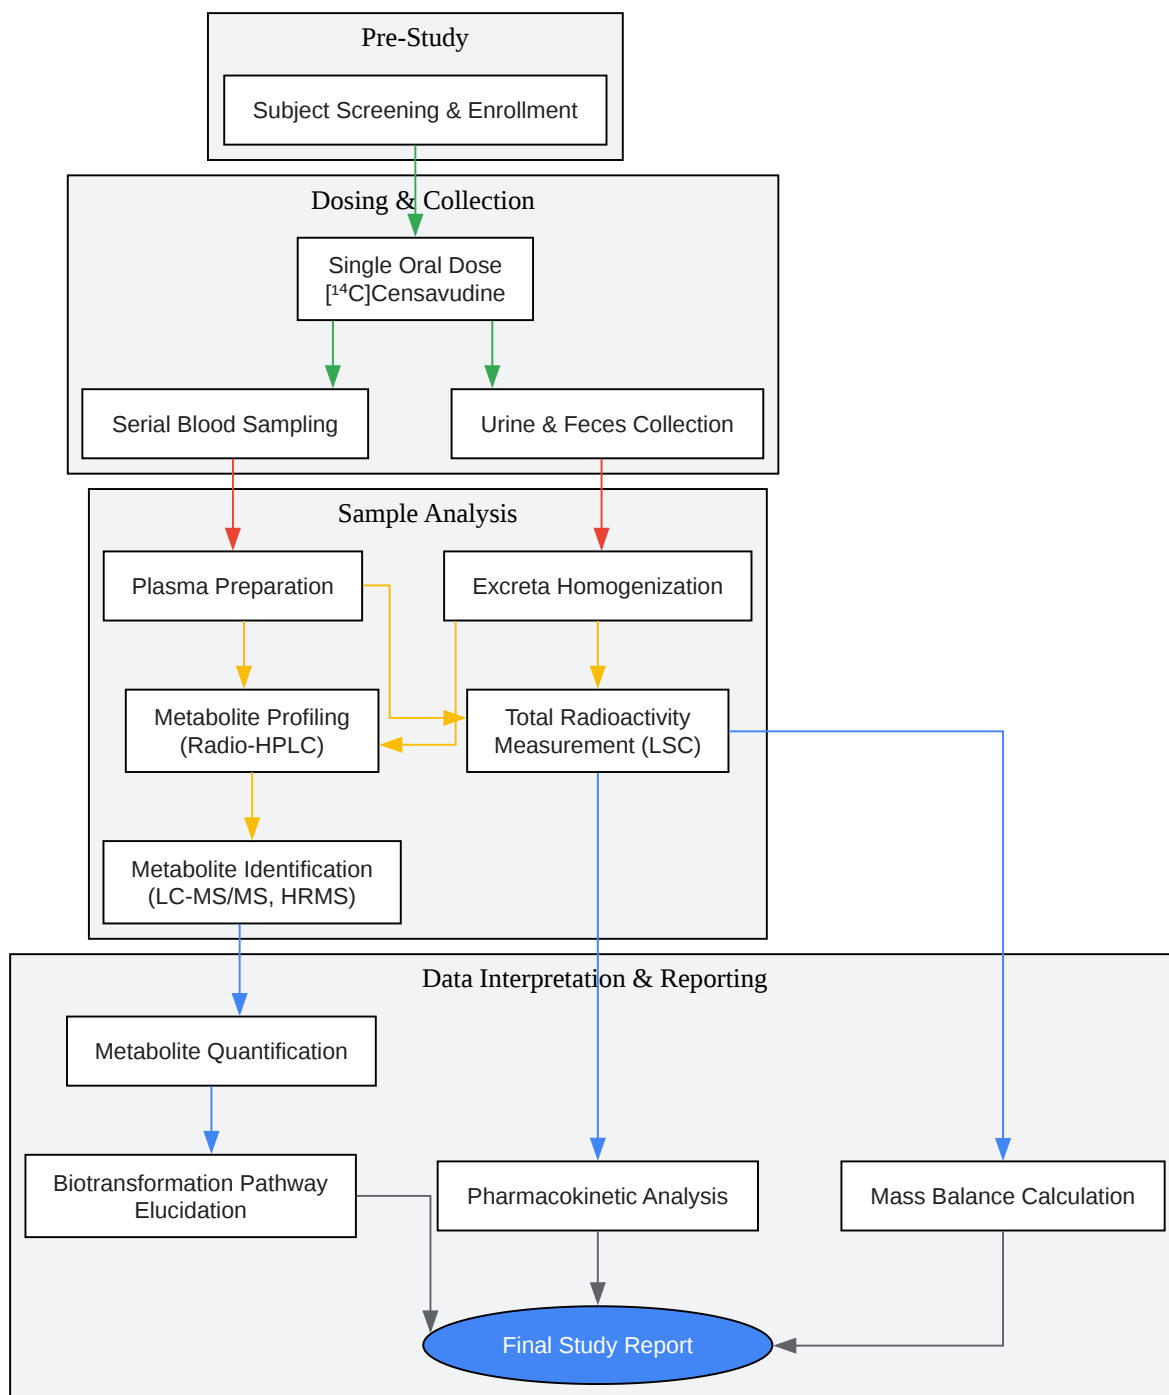 Pre-Study
Subject Screening & Enrollment
Dosing & Collection
Single Oral Dose
[¹⁴C]Censavudine
Serial Blood Sampling
Urine & Feces Collection
Sample Analysis
Plasma Preparation
Excreta Homogenization
Metabolite Profiling
(Radio-HPLC)
Total Radioactivity
Measurement (LSC)
Metabolite Identification
(LC-MS/MS, HRMS)
Data Interpretation & Reporting
Metabolite Quantification
Biotransformation Pathway
Elucidation
Pharmacokinetic Analysis
Mass Balance Calculation
Final Study Report